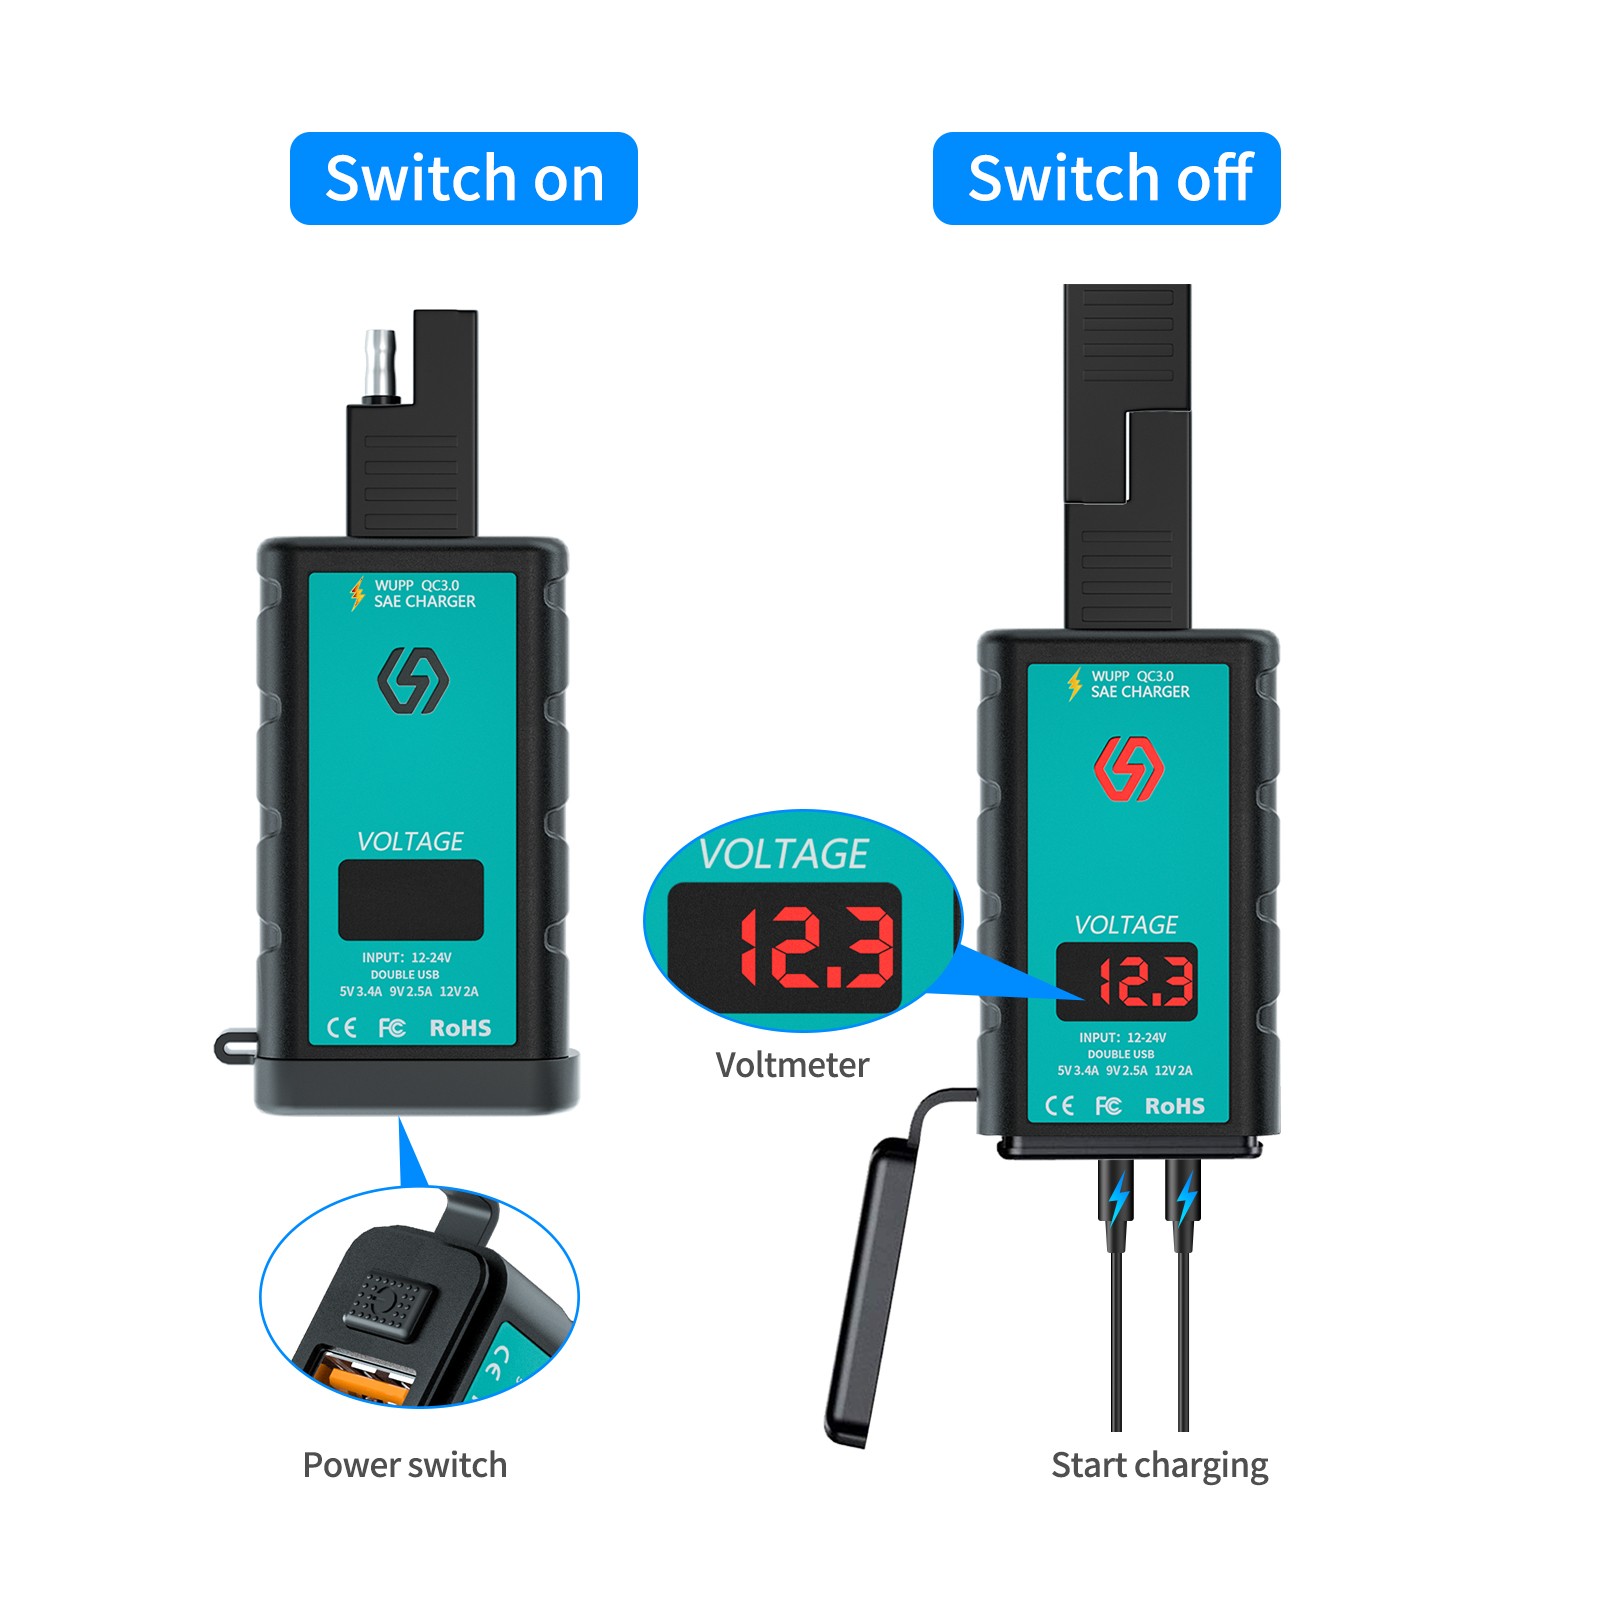 Switch on
Switch off
WUPP QC3.0
SAE CHARGER
VOLTAGE
INPUT: 12-24V
DOUBLE USB
5V 3.4A 9V 2.5A 12V 2A
CE FC RoHS
Power switch
CE
VOLTAGE
12.3
Voltmeter
WUPP QC3.0
SAE CHARGER
VOLTAGE
12.3
INPUT: 12-24V
DOUBLE USB
5V 3.4A 9V 2.5A 12V 2A
CE FC RoHS
Start charging